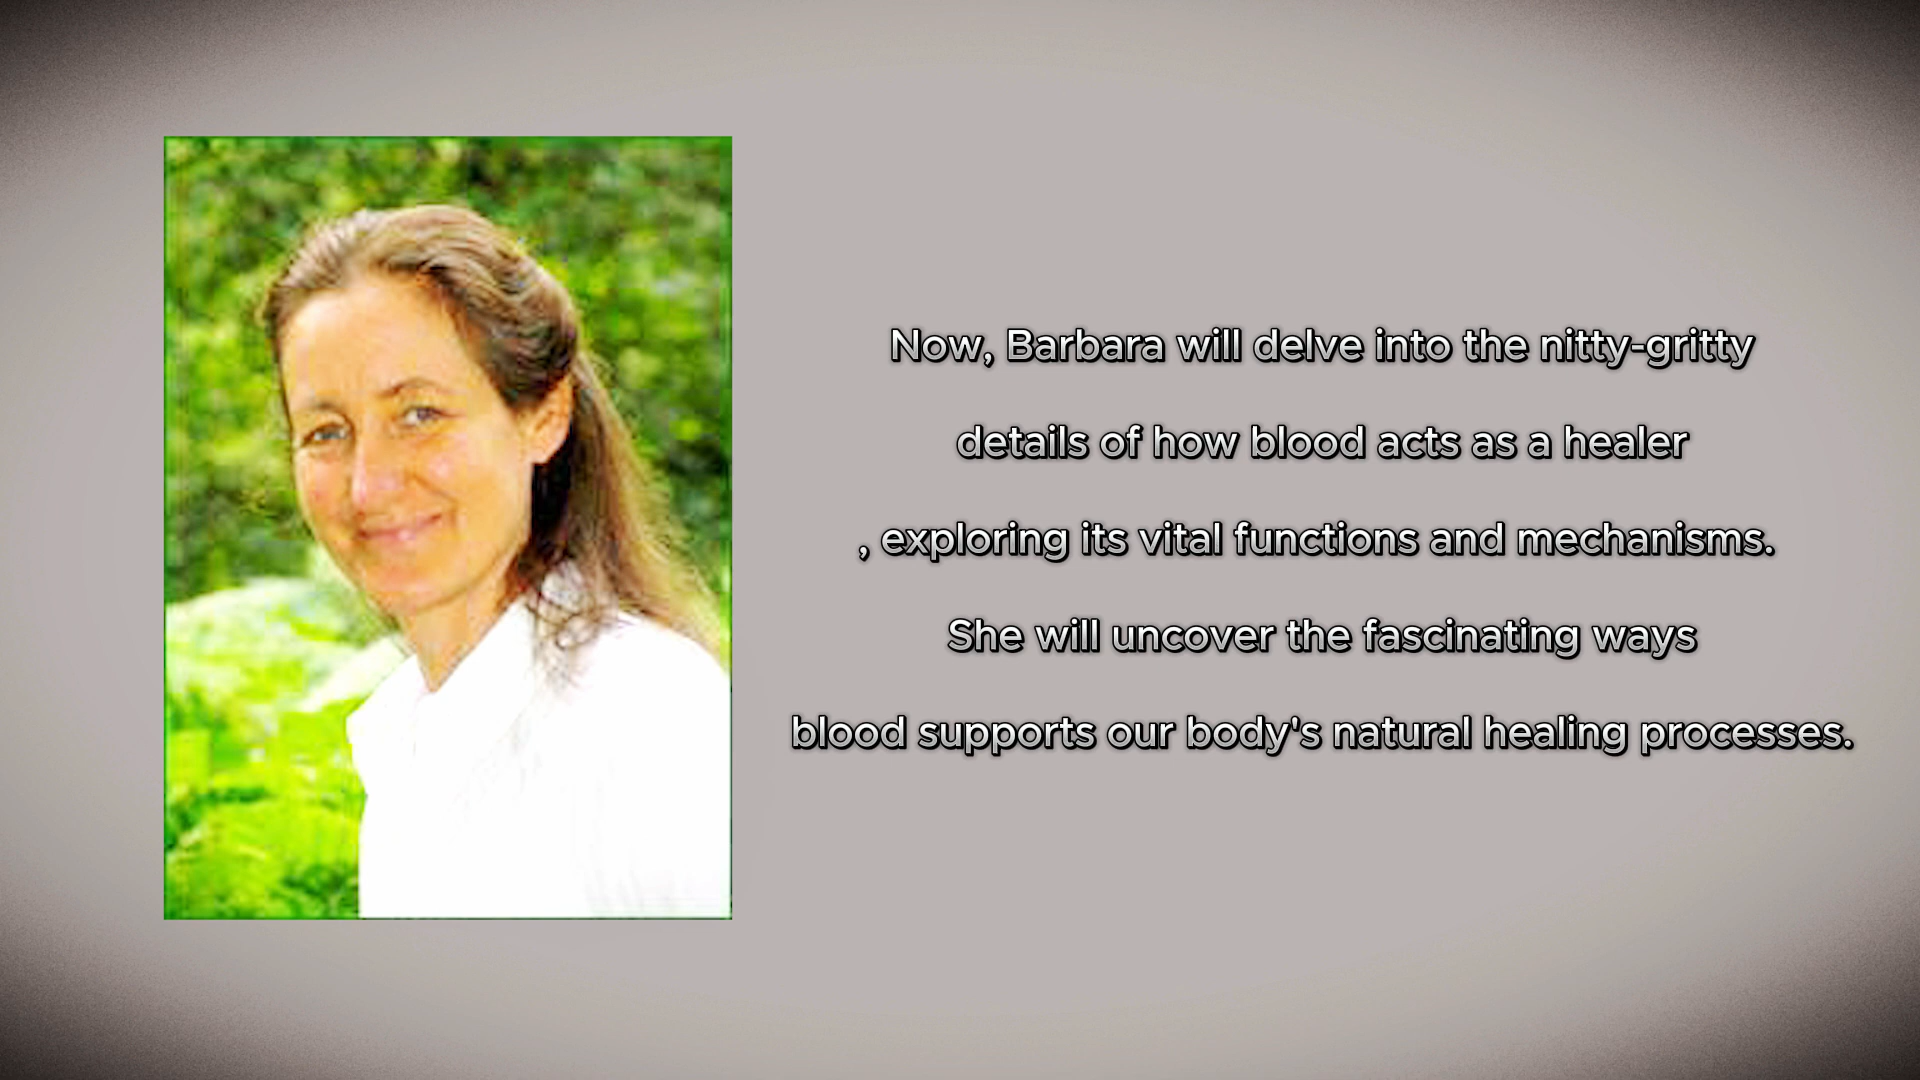 Now, Barbara will delve into the nitty-gritty
details of how blood acts as a healer
, exploring its vital functions and mechanisms.
She will uncover the fascinating ways
blood supports our body's natural healing processes.